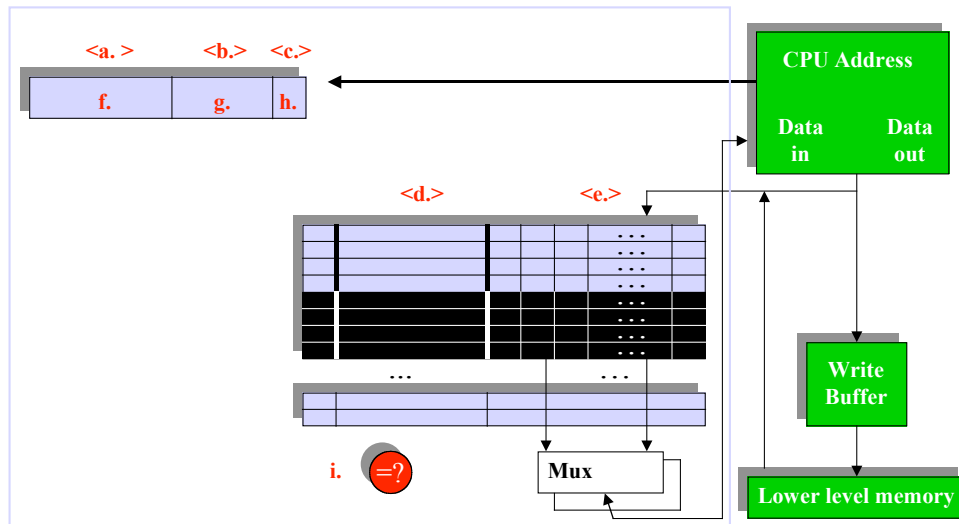 <a. >
<b.>
<c.>
f.
g.
h.
CPU Address
Data
in
Data
out
<d.>
<e.>
. . .
. . .
. . .
. . .
. . .
. . .
. . .
. . .
...
. . .
i.
=?
Mux
Write
Buffer
Lower level memory